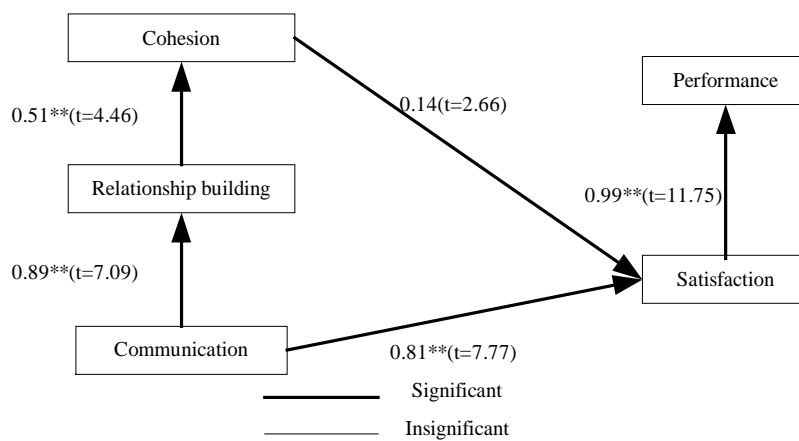 Cohesion
Performance
0.14(t=2.66)
0.51**(t=4.46)
Relationship building
0.99**(t=11.75)
0.89**(t=7.09)
Satisfaction
Communication
0.81**(t=7.77)
Significant
Insignificant